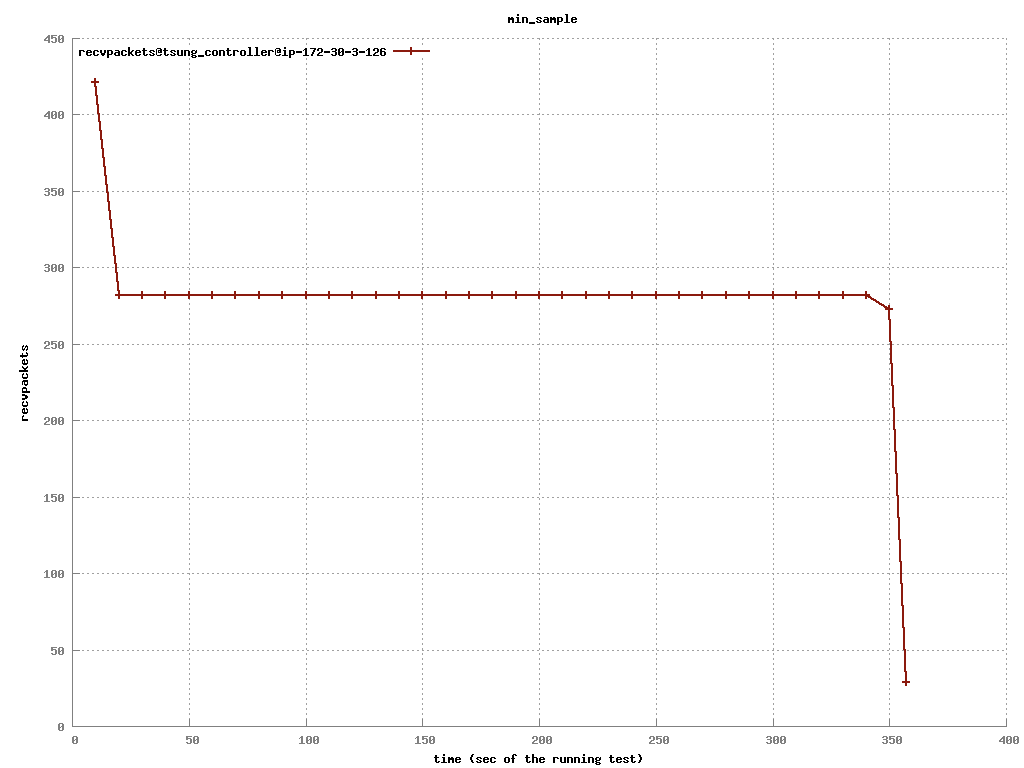 min_sample
recvpackets@tsung_controller@ip-172-30-3-126
450
400
350
300
250
200
150
100
50
0
recvpackets
0 50 100 150 200 250 300 350 400
time (sec of the running test)